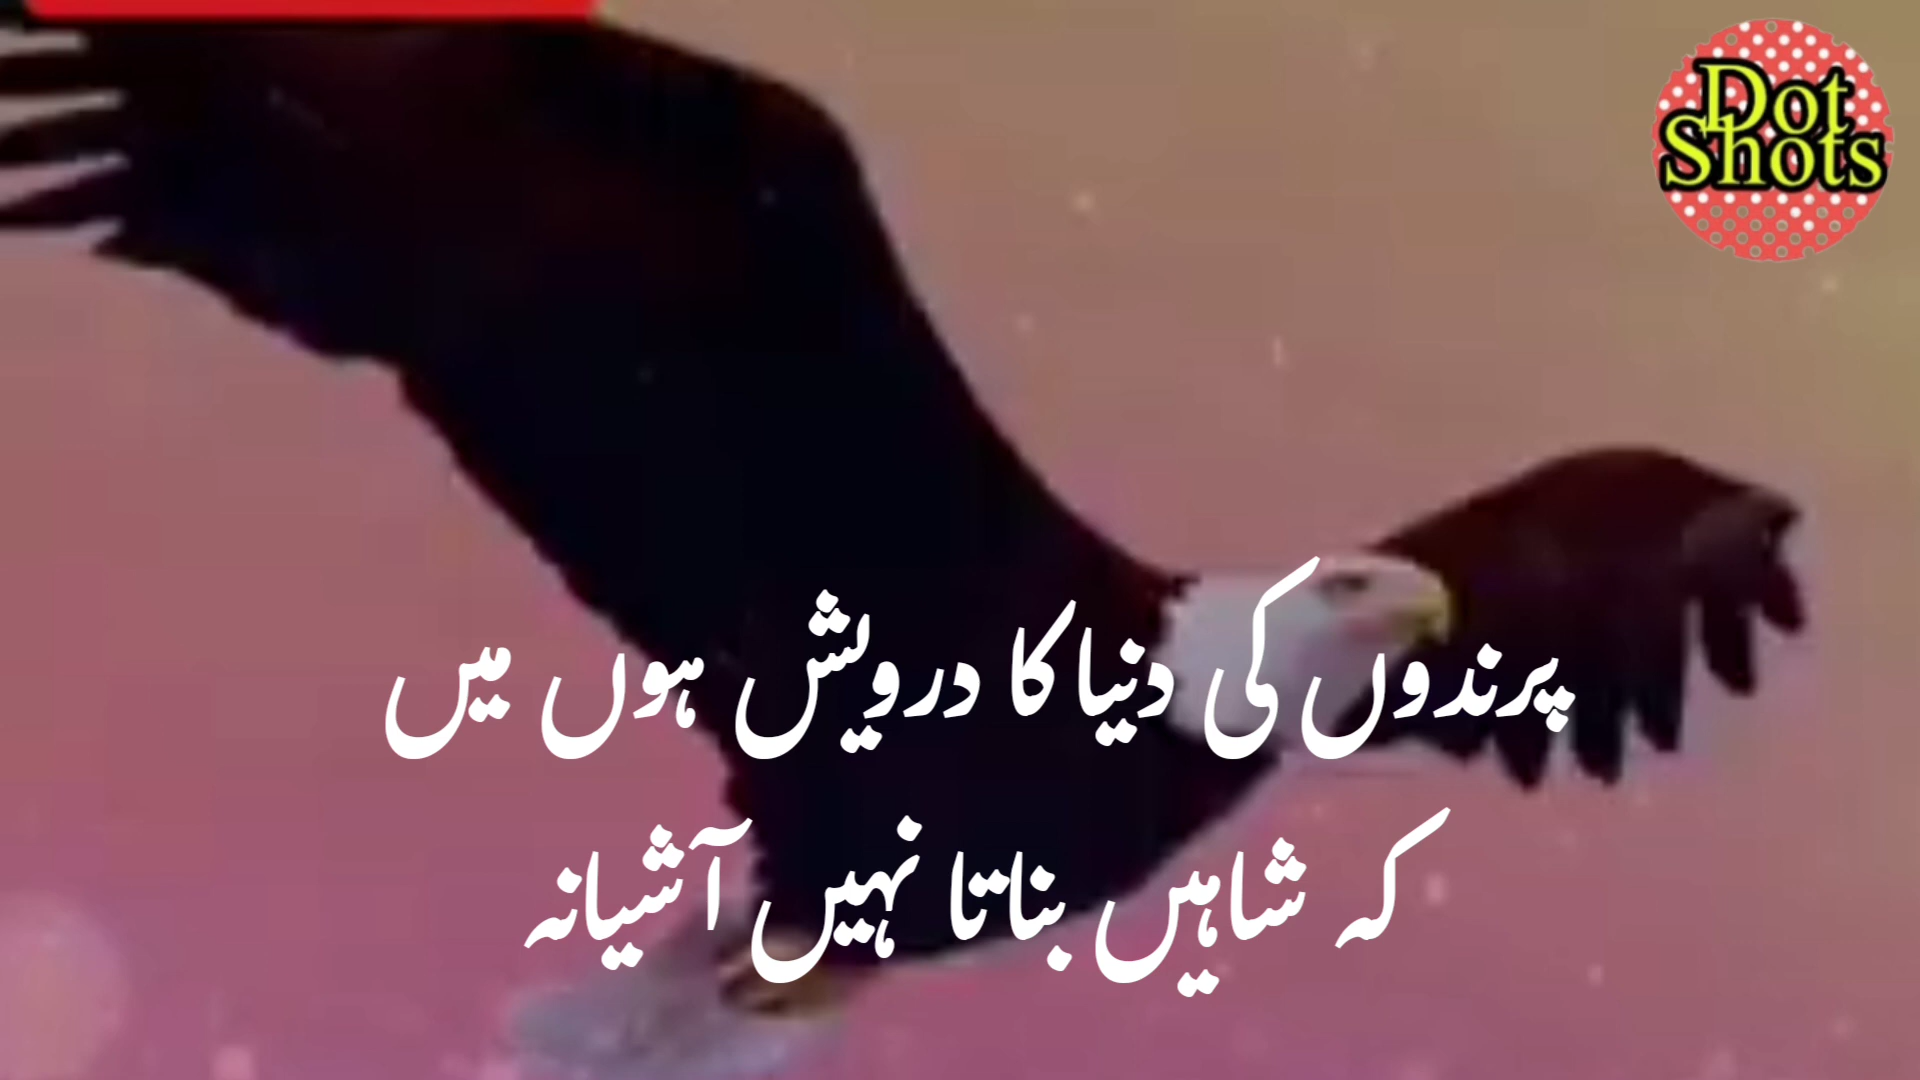 Dot
Shots
پرندوں کی دنیا کا درویش ہوں میں
کہ شاہیں بناتا نہیں آشیانہ